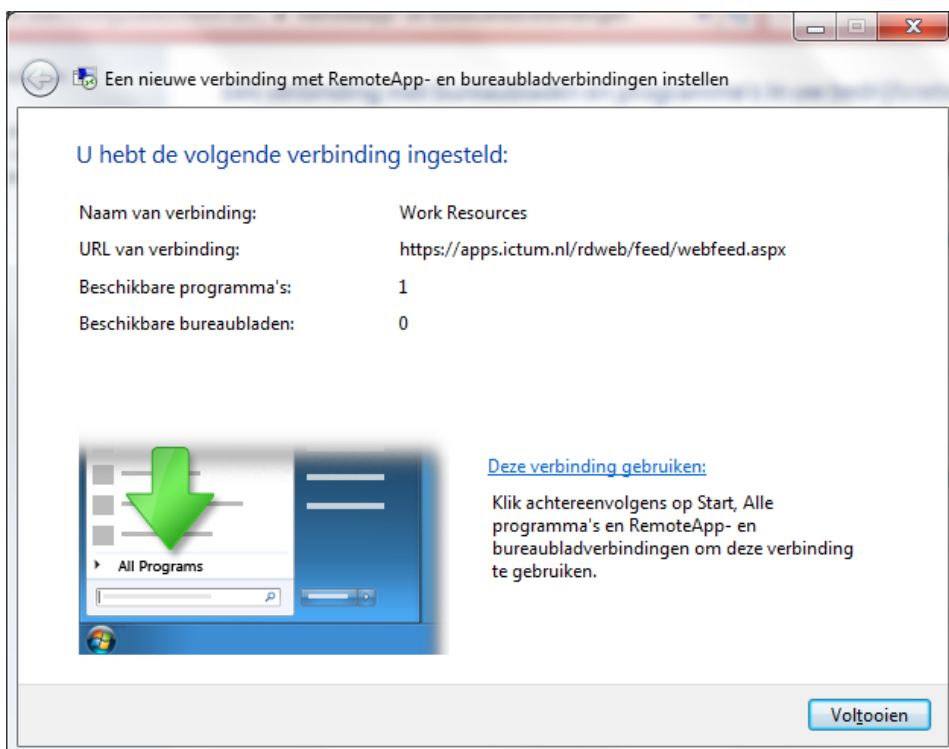 Een nieuwe verbinding met RemoteApp- en bureaubladverbindingen instellen
U hebt de volgende verbinding ingesteld:
Naam van verbinding: Work Resources
URL van verbinding: https://apps.ictum.nl/rdweb/feed/webfeed.aspx
Beschikbare programma's: 1
Beschikbare bureaubladen: 0
All Programs
Deze verbinding gebruiken:
Klik achtereenvolgens op Start, Alle
programma's en RemoteApp- en
bureaubladverbindingen om deze verbinding
te gebruiken.
Voltooien